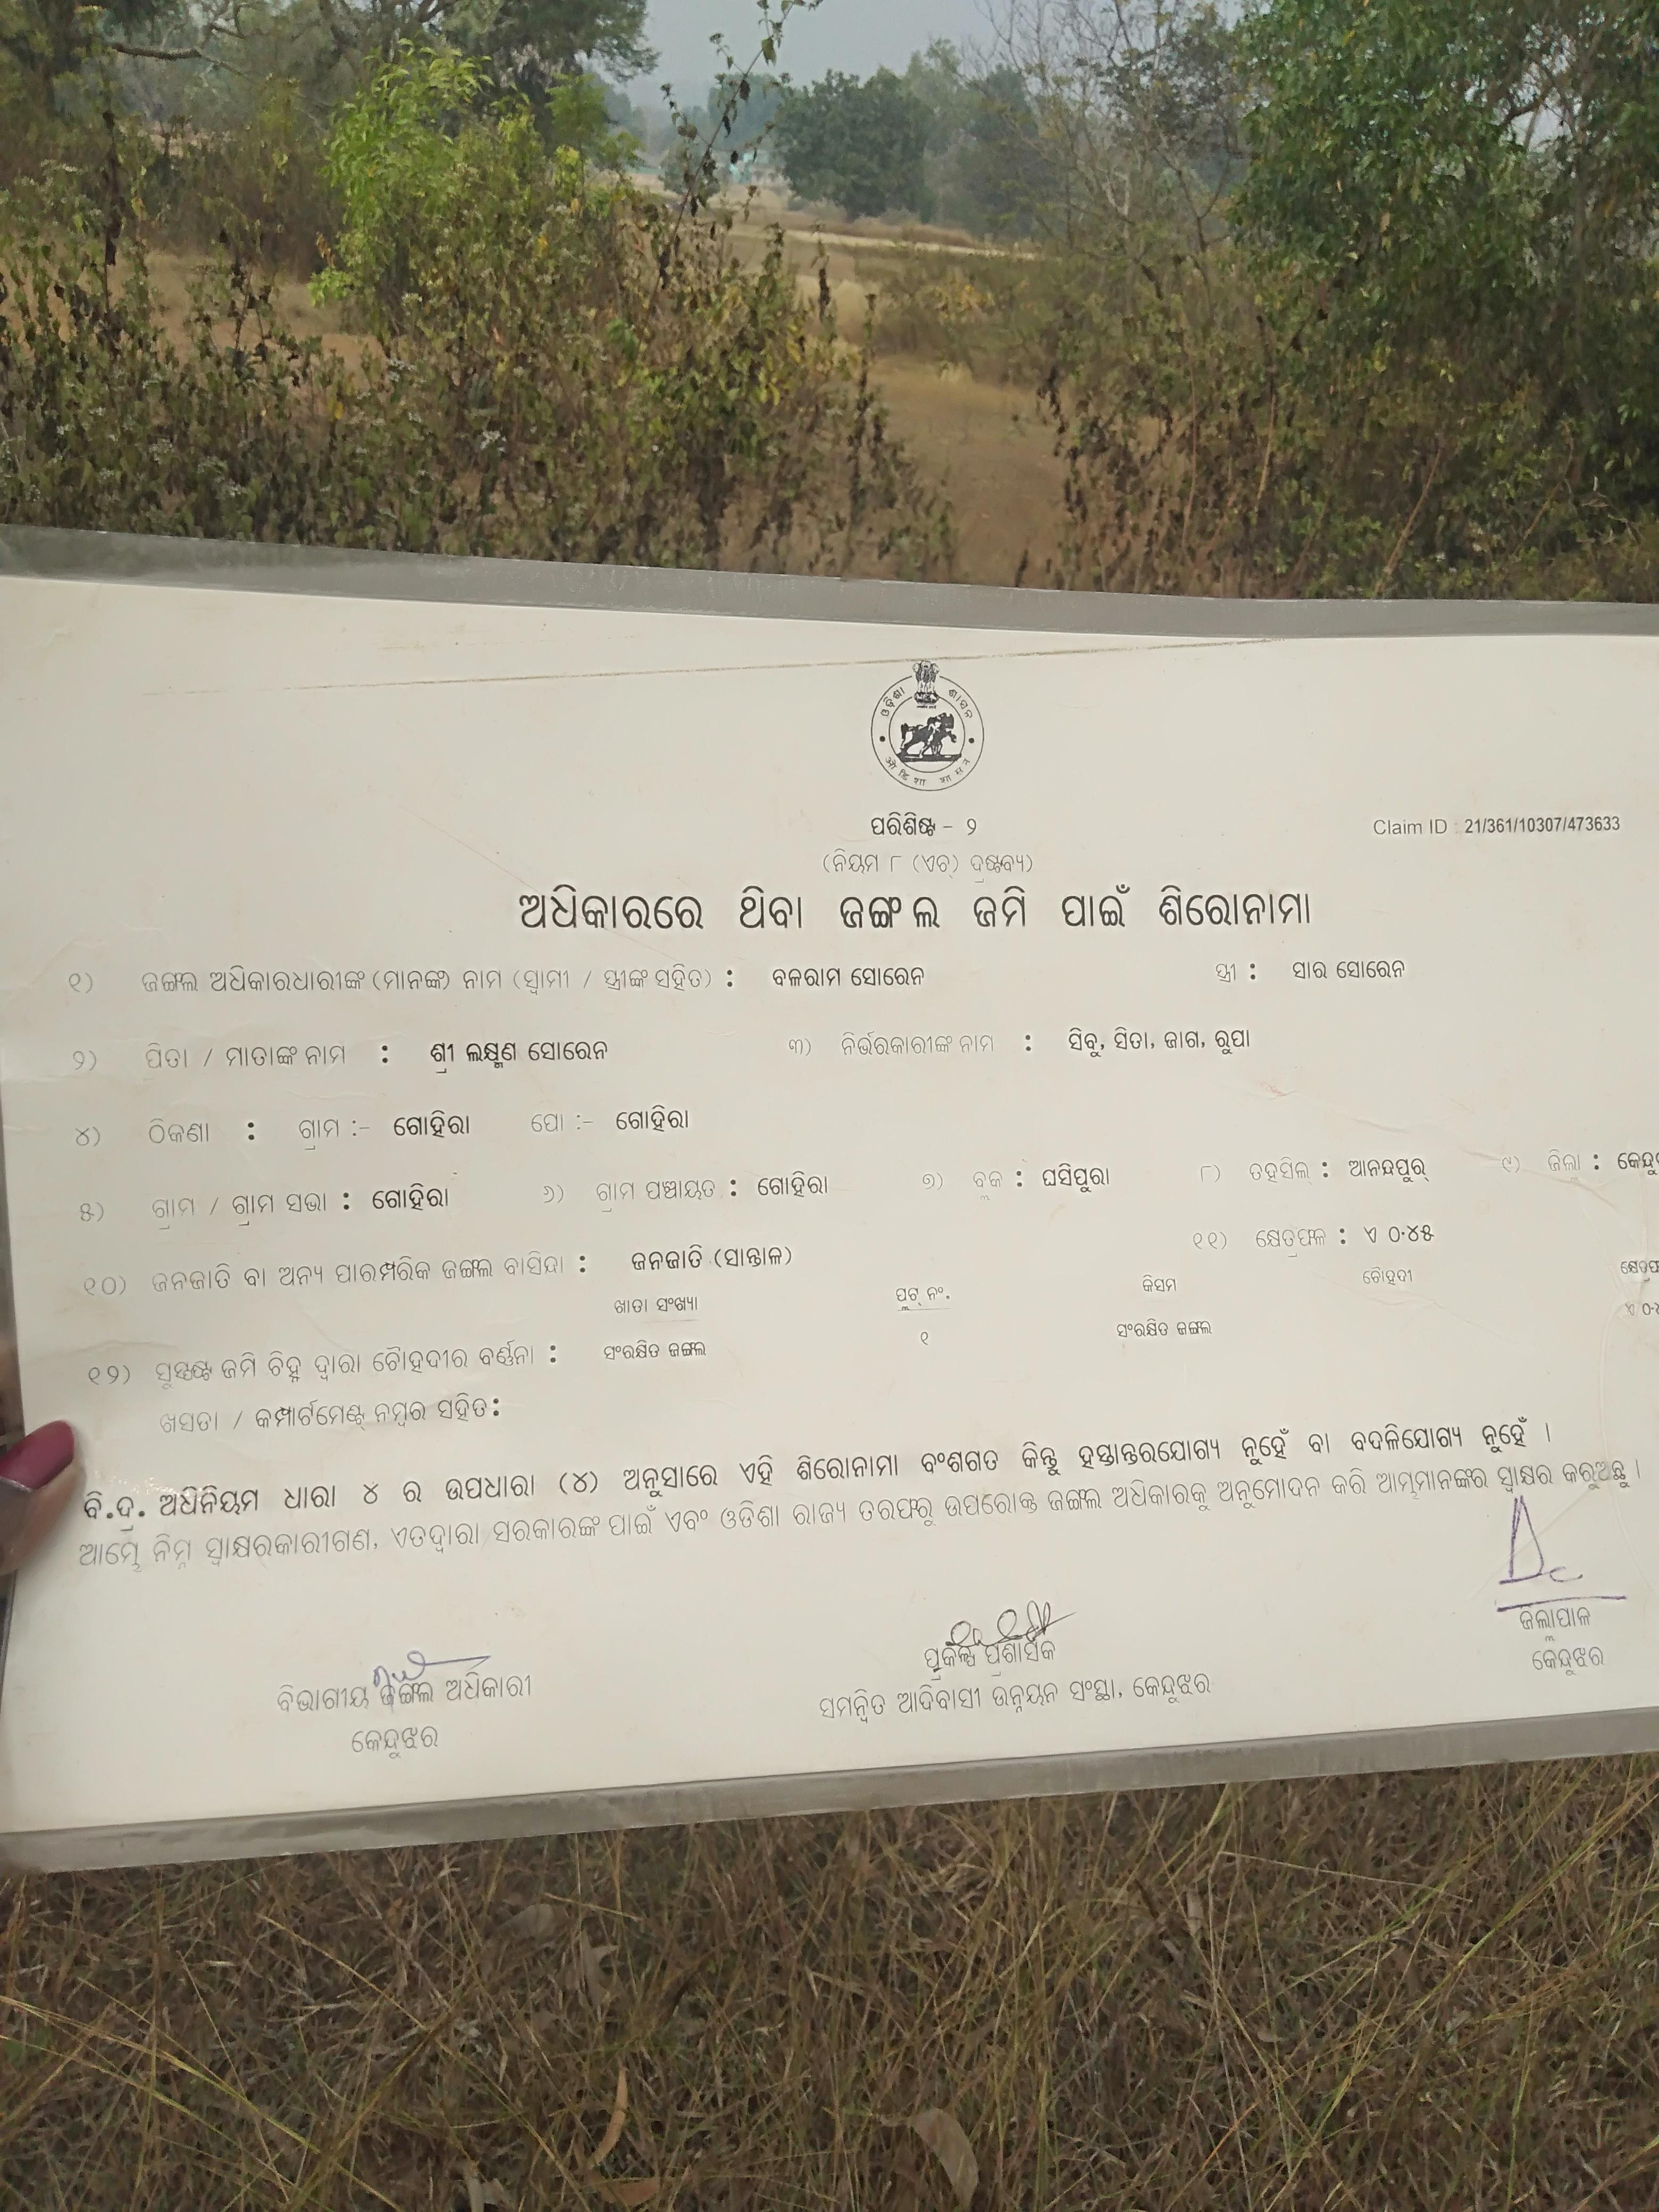 ଓଡ଼ିଶା ଶାସନ
ओडिशा शासन
ପରିଶିଷ୍ଟ - ୨
Claim ID : 21/361/10307/473633
(ନିୟମ ୮ (ଏଚ୍) ଦ୍ରଷ୍ଟବ୍ୟ)
ଅଧିକାରରେ ଥିବା ଜଙ୍ଗଲ ଜମି ପାଇଁ ଶିରୋନାମା
୧) ଜଙ୍ଗଲ ଅଧିକାରଧାରୀଙ୍କ (ମାନଙ୍କ) ନାମ (ସ୍ୱାମୀ / ସ୍ତ୍ରୀଙ୍କ ସହିତ) : ବଳରାମ ସୋରେନ ସ୍ତ୍ରୀ : ସାର ସୋରେନ
୨) ପିତା / ମାତାଙ୍କ ନାମ : ଶ୍ରୀ ଲକ୍ଷ୍ମଣ ସୋରେନ ୩) ନିର୍ଭରକାରୀଙ୍କ ନାମ : ସିବୁ, ସିତା, ଜାଗ, ରୁପା
୪) ଠିକଣା : ଗ୍ରାମ :- ଗୋହିରା ପୋ :- ଗୋହିରା
୫) ଗ୍ରାମ / ଗ୍ରାମ ସଭା : ଗୋହିରା ୬) ଗ୍ରାମ ପଞ୍ଚାୟତ : ଗୋହିରା ୭) ବ୍ଲକ : ଘସିପୁରା ୮) ତହସିଲ୍ : ଆନନ୍ଦପୁର୍ ୯) ଜିଲ୍ଲା :
୧୦) ଜନଜାତି ବା ଅନ୍ୟ ପାରମ୍ପରିକ ଜଙ୍ଗଲ ବାସିନ୍ଦା : ଜନଜାତି (ସାନ୍ତାଳ) ୧୧) କ୍ଷେତ୍ରଫଳ : ଏ ୦.୪୫
ଖାତା ସଂଖ୍ୟା ପ୍ଲଟ୍ ନଂ. କିସମ ଚୌହଦୀ
୧୨) ସୁସ୍ପଷ୍ଟ ଜମି ଚିହ୍ନ ଦ୍ୱାରା ଚୌହଦୀର ବର୍ଣ୍ଣନା : ସଂରକ୍ଷିତ ଜଙ୍ଗଲ ୧ ସଂରକ୍ଷିତ ଜଙ୍ଗଲ
ଖସଡା / କମ୍ପାର୍ଟମେଣ୍ଟ୍ ନମ୍ବର ସହିତ:
ବି.ଦ୍ର. ଅଧିନିୟମ ଧାରା ୪ ର ଉପଧାରା (୪) ଅନୁସାରେ ଏହି ଶିରୋନାମା ବଂଶଗତ କିନ୍ତୁ ହସ୍ତାନ୍ତରଯୋଗ୍ୟ ନୁହେଁ ବା ବଦଳିଯୋଗ୍ୟ ନୁହେଁ ।
ଆମ୍ଭେ ନିମ୍ନ ସ୍ୱାକ୍ଷରକାରୀଗଣ, ଏତଦ୍ୱାରା ସରକାରଙ୍କ ପାଇଁ ଏବଂ ଓଡିଶା ରାଜ୍ୟ ତରଫରୁ ଉପରୋକ୍ତ ଜଙ୍ଗଲ ଅଧିକାରକୁ ଅନୁମୋଦନ କରି ଆମ୍ଭମାନଙ୍କର ସ୍ୱାକ୍ଷର କରୁଅଛୁ ।
ବିଭାଗୀୟ ଜଙ୍ଗଲ ଅଧିକାରୀ
କେନ୍ଦୁଝର
ପ୍ରକଳ୍ପ ପ୍ରଶାସକ
ସମନ୍ୱିତ ଆଦିବାସୀ ଉନ୍ନୟନ ସଂସ୍ଥା, କେନ୍ଦୁଝର
ଜିଲ୍ଲାପାଳ
କେନ୍ଦୁଝର